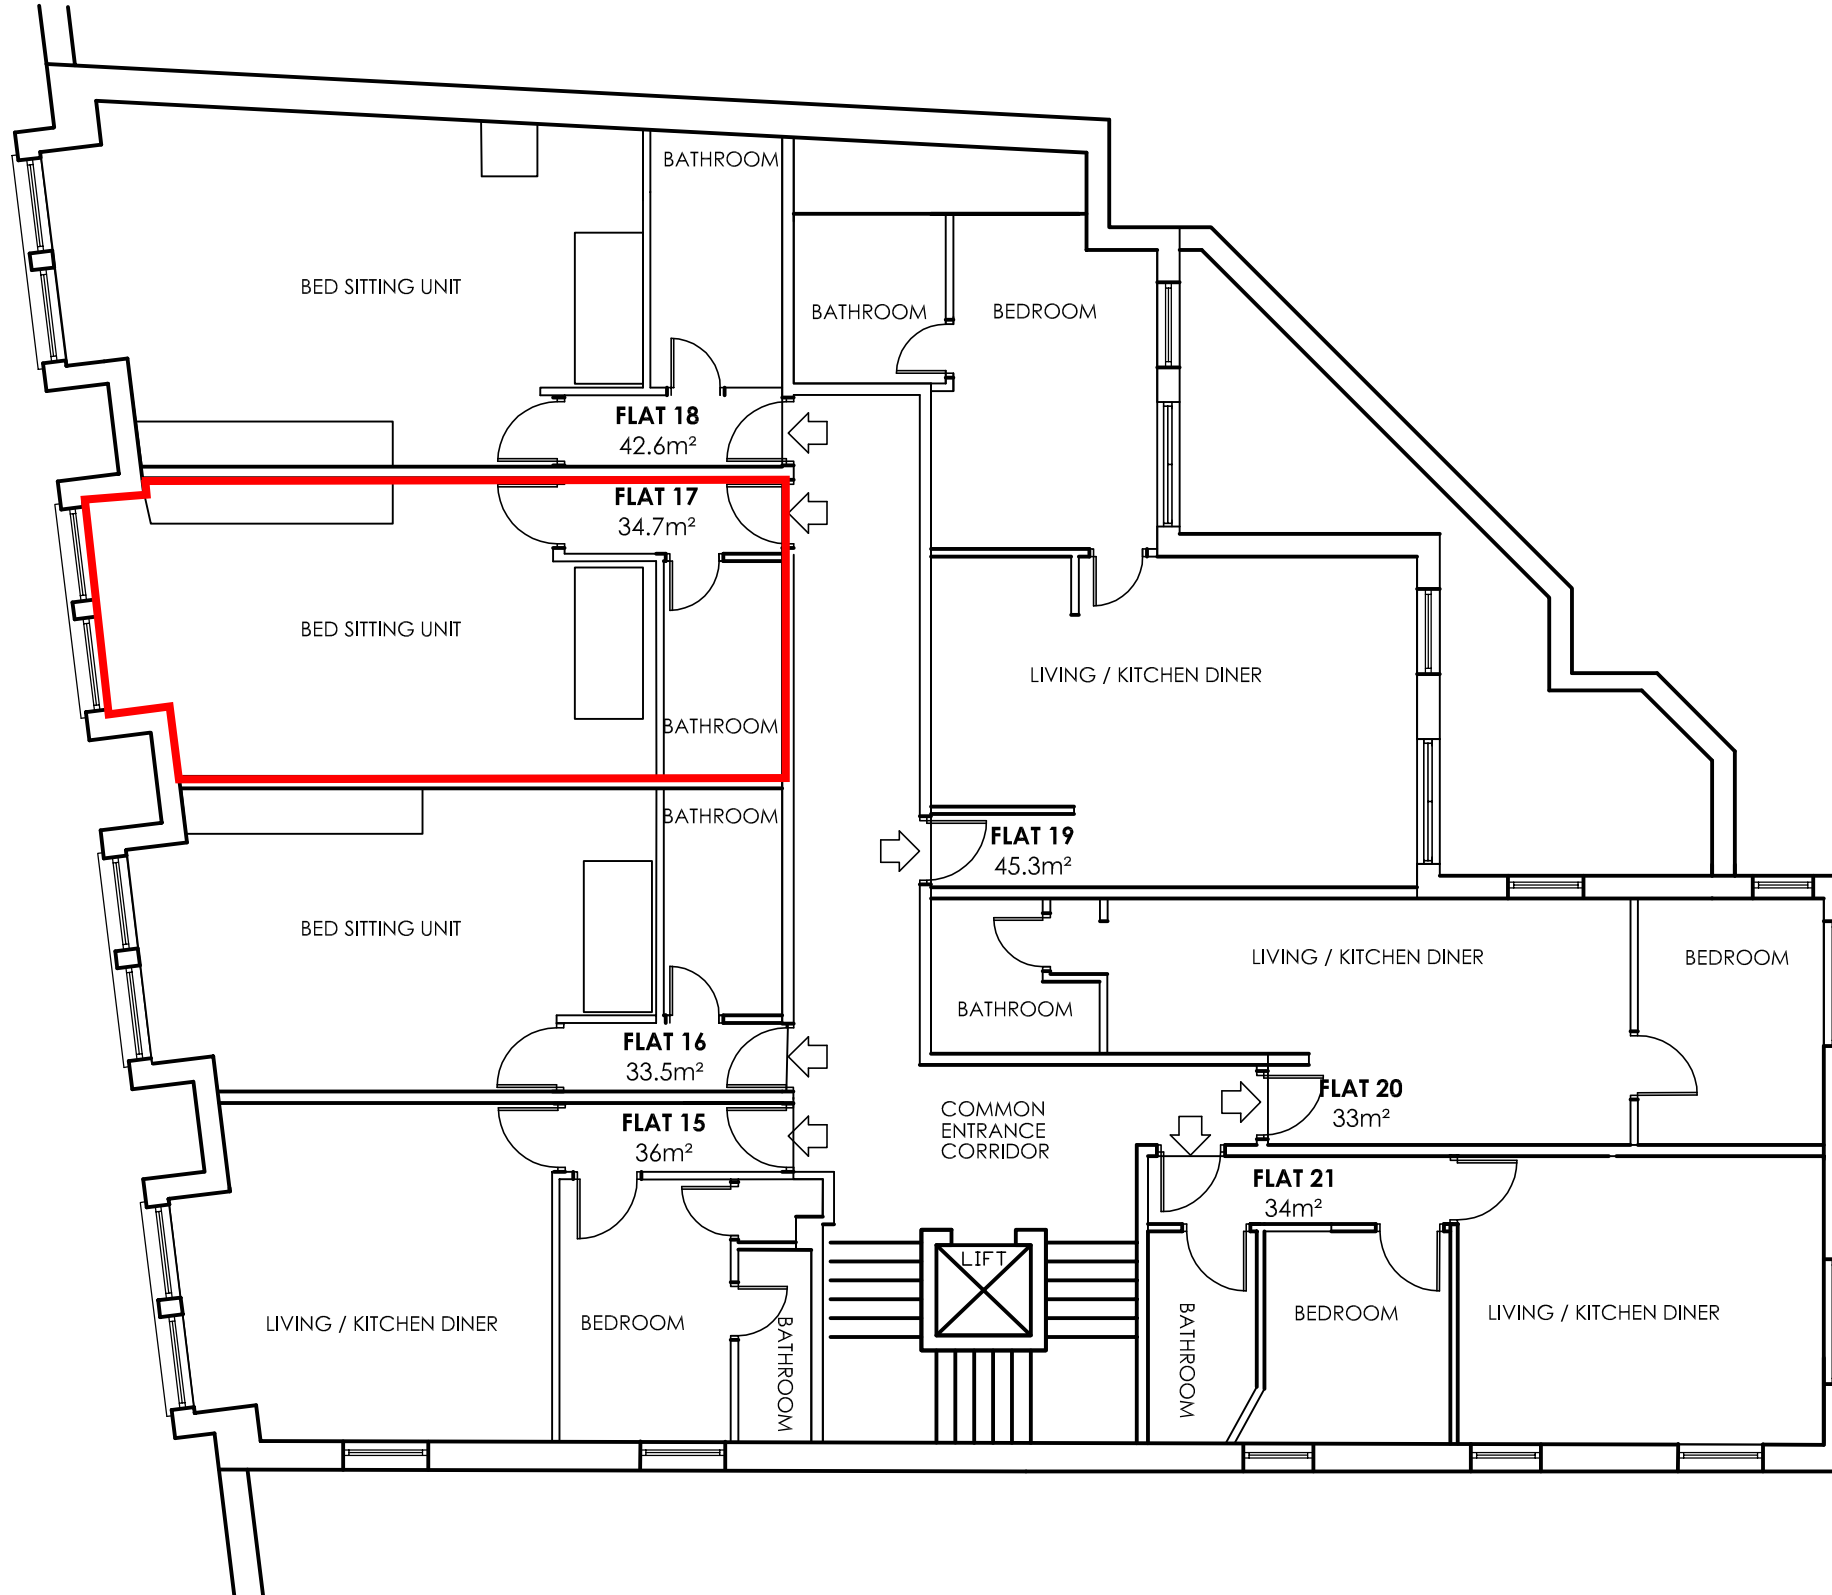 BATHROOM
BED SITTING UNIT
BATHROOM
BEDROOM
FLAT 18
42.6m²
FLAT 17
34.7m²
BED SITTING UNIT
BATHROOM
LIVING / KITCHEN DINER
BATHROOM
FLAT 19
45.3m²
BED SITTING UNIT
LIVING / KITCHEN DINER
BEDROOM
BATHROOM
FLAT 16
33.5m²
FLAT 20
33m²
COMMON
ENTRANCE
CORRIDOR
FLAT 15
36m²
FLAT 21
34m²
LIFT
LIVING / KITCHEN DINER
BEDROOM
BATHROOM
BATHROOM
BEDROOM
LIVING / KITCHEN DINER